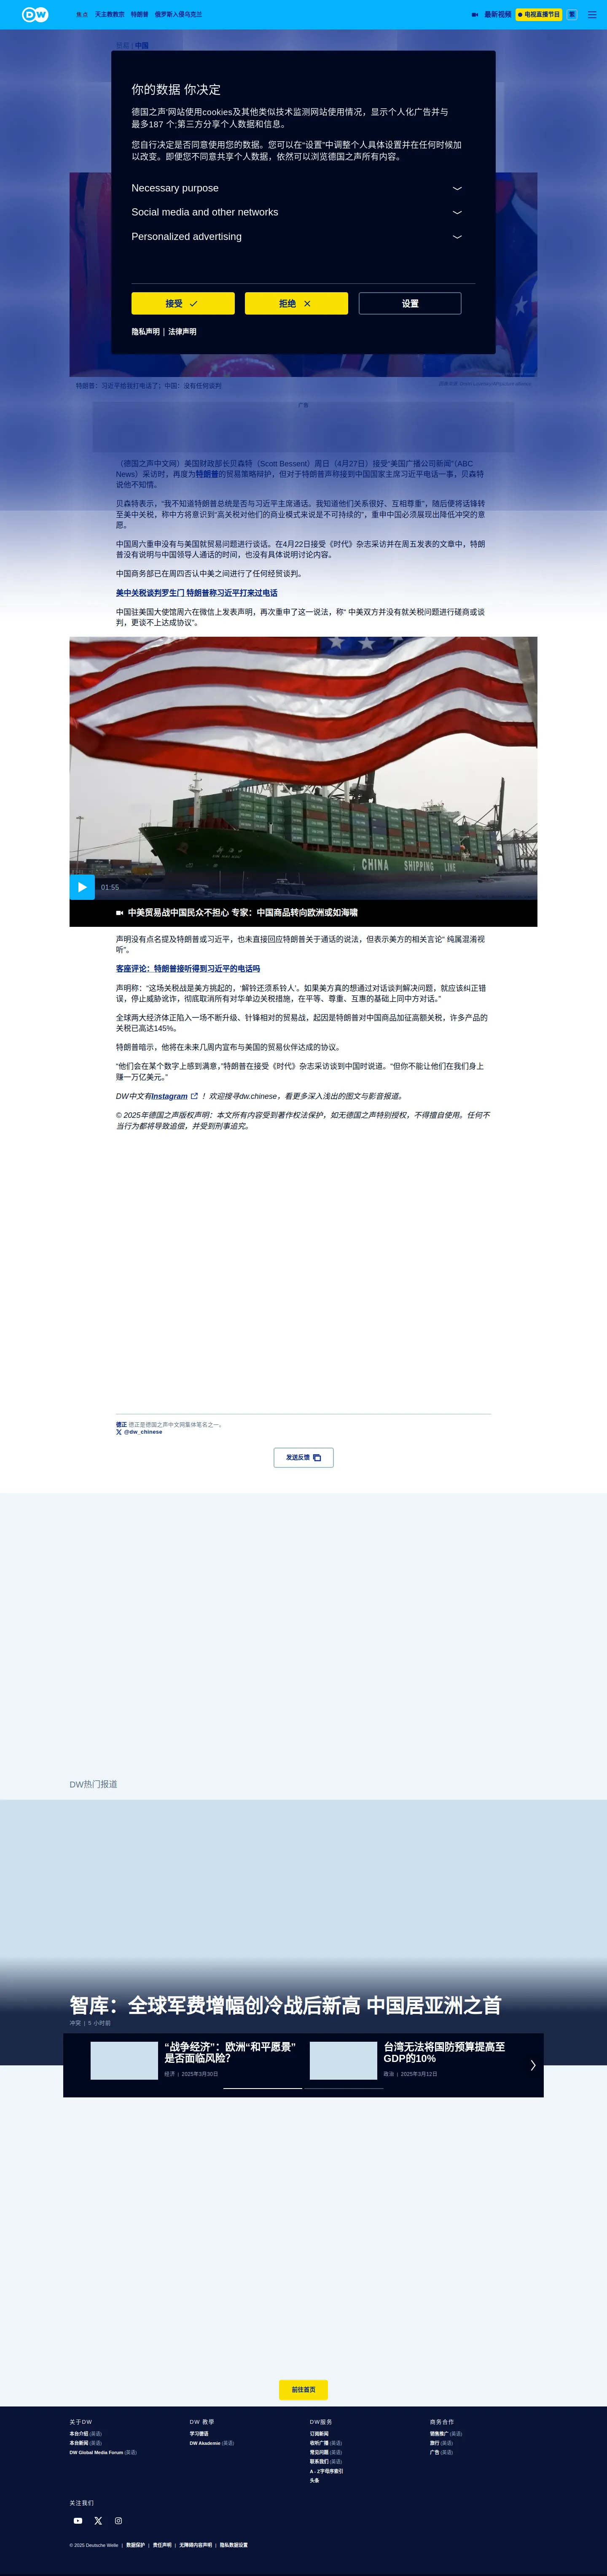 DW
焦点 天主教教宗 特朗普 俄罗斯入侵乌克兰
最新视频 电视直播节目 繁
贸易 | 中国
你的数据 你决定
德国之声'网站使用cookies及其他类似技术监测网站使用情况，显示个人化广告并与
最多187 个;第三方分享个人数据和信息。
您自行决定是否同意使用您的数据。您可以在“设置”中调整个人具体设置并在任何时候加
以改变。即便您不同意共享个人数据，依然可以浏览德国之声所有内容。
Necessary purpose
Social media and other networks
Personalized advertising
接受
拒绝
设置
隐私声明 | 法律声明
特朗普：习近平给我打电话了；中国：没有任何谈判
广告
（德国之声中文网）美国财政部长贝森特（Scott Bessent）周日（4月27日）接受“美国广播公司新闻”（ABC
News）采访时，再度为特朗普的贸易策略辩护，但对于特朗普声称接到中国国家主席习近平电话一事，贝森特
说他不知情。
贝森特表示，“我不知道特朗普总统是否与习近平主席通话。我知道他们关系很好、互相尊重”，随后便将话锋转
至美中关税，称中方将意识到“高关税对他们的商业模式来说是不可持续的”，重申中国必须展现出降低冲突的意
愿。
中国周六重申没有与美国就贸易问题进行谈话。在4月22日接受《时代》杂志采访并在周五发表的文章中，特朗
普没有说明与中国领导人通话的时间，也没有具体说明讨论内容。
中国商务部已在周四否认中美之间进行了任何经贸谈判。
美中关税谈判罗生门 特朗普称习近平打来过电话
中国驻美国大使馆周六在微信上发表声明，再次重申了这一说法，称“ 中美双方并没有就关税问题进行磋商或谈
判，更谈不上达成协议”。
CHINA SHIPPING LINE
01:55
中美贸易战中国民众不担心 专家：中国商品转向欧洲或如海啸
声明没有点名提及特朗普或习近平，也未直接回应特朗普关于通话的说法，但表示美方的相关言论“ 纯属混淆视
听”。
客座评论：特朗普接听得到习近平的电话吗
声明称：“这场关税战是美方挑起的，‘解铃还须系铃人’。如果美方真的想通过对话谈判解决问题，就应该纠正错
误，停止威胁讹诈，彻底取消所有对华单边关税措施，在平等、尊重、互惠的基础上同中方对话。”
全球两大经济体正陷入一场不断升级、针锋相对的贸易战，起因是特朗普对中国商品加征高额关税，许多产品的
关税已高达145%。
特朗普暗示，他将在未来几周内宣布与美国的贸易伙伴达成的协议。
“他们会在某个数字上感到满意，”特朗普在接受《时代》杂志采访谈到中国时说道。“但你不能让他们在我们身上
赚一万亿美元。”
DW中文有Instagram ！欢迎搜寻dw.chinese，看更多深入浅出的图文与影音报道。
© 2025年德国之声版权声明：本文所有内容受到著作权法保护，如无德国之声特别授权，不得擅自使用。任何不
当行为都将导致追偿，并受到刑事追究。
德正 德正是德国之声中文网集体笔名之一。
@dw_chinese
发送反馈
DW热门报道
智库：全球军费增幅创冷战后新高 中国居亚洲之首
冲突 | 5 小时前
“战争经济”：欧洲“和平愿景”
是否面临风险？
经济 | 2025年3月30日
台湾无法将国防预算提高至
GDP的10%
政治 | 2025年3月12日
前往首页
关于DW
本台介绍 (英语)
本台新闻 (英语)
DW Global Media Forum (英语)
DW 教學
学习德语
DW Akademie (英语)
DW服务
订阅新闻
收听广播 (英语)
常见问题 (英语)
联系我们 (英语)
A - Z字母序索引
头条
商务合作
销售推广 (英语)
旅行 (英语)
广告 (英语)
关注我们
© 2025 Deutsche Welle | 数据保护 | 责任声明 | 无障碍内容声明 | 隐私数据设置